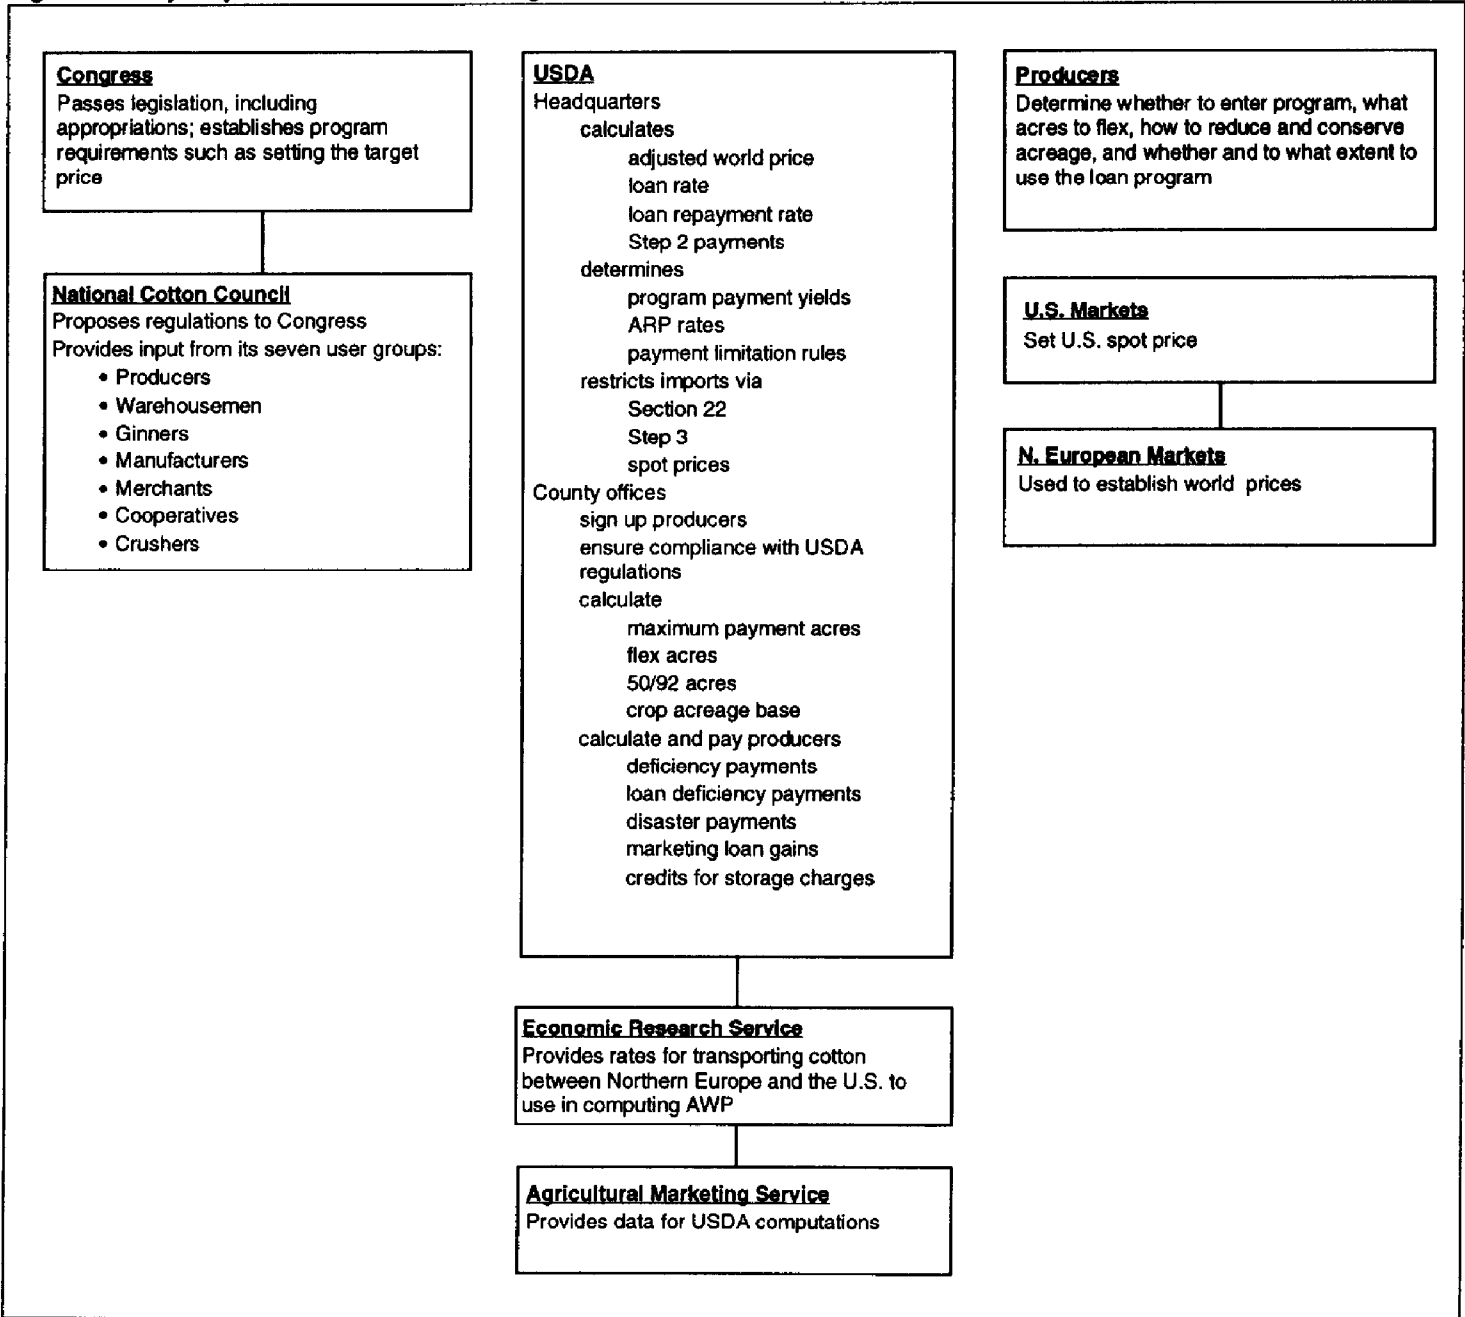 Congress
Passes legislation, including
appropriations; establishes program
requirements such as setting the target
price
National Cotton Council
Proposes regulations to Congress
Provides input from its seven user groups:
• Producers
• Warehousemen
• Ginners
• Manufacturers
• Merchants
• Cooperatives
• Crushers
USDA
Headquarters
calculates
adjusted world price
loan rate
loan repayment rate
Step 2 payments
determines
program payment yields
ARP rates
payment limitation rules
restricts imports via
Section 22
Step 3
spot prices
County offices
sign up producers
ensure compliance with USDA
regulations
calculate
maximum payment acres
flex acres
50/92 acres
crop acreage base
calculate and pay producers
deficiency payments
loan deficiency payments
disaster payments
marketing loan gains
credits for storage charges
Economic Research Service
Provides rates for transporting cotton
between Northern Europe and the U.S. to
use in computing AWP
Agricultural Marketing Service
Provides data for USDA computations
Producers
Determine whether to enter program, what
acres to flex, how to reduce and conserve
acreage, and whether and to what extent to
use the loan program
U.S. Markets
Set U.S. spot price
N. European Markets
Used to establish world prices